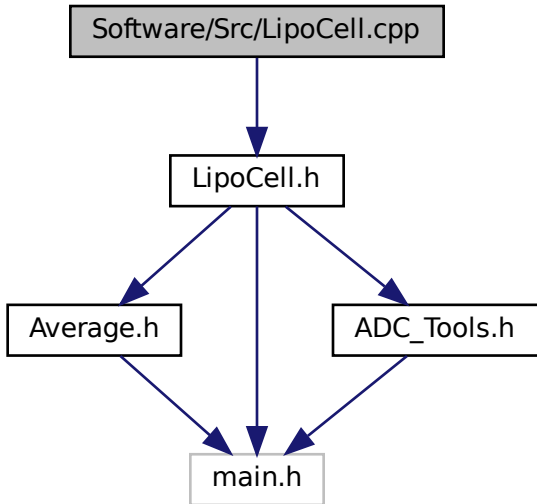 Software/Src/LipoCell.cpp
LipoCell.h
Average.h
ADC_Tools.h
main.h